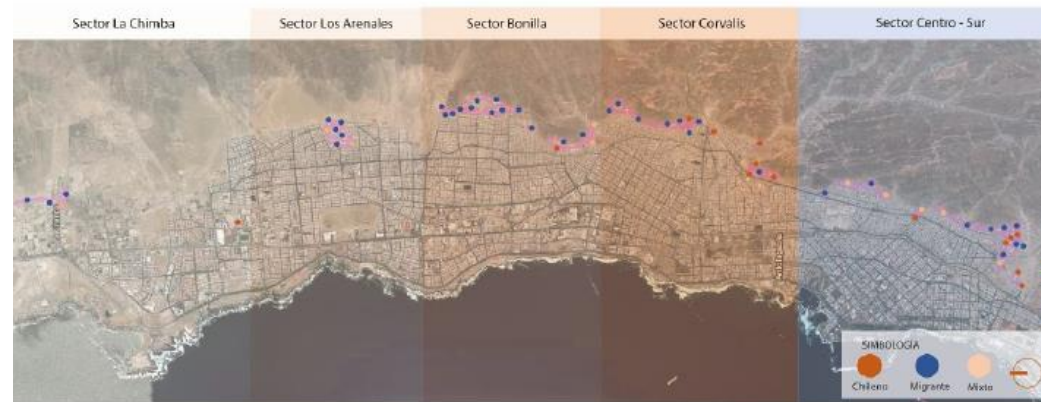 Sector La Chimba
Sector Los Arenales
Sector Bonilla
Sector Corvalis
Sector Centro - Sur
SIMBOLOGÍA
Chileno
Migrante
Mixto